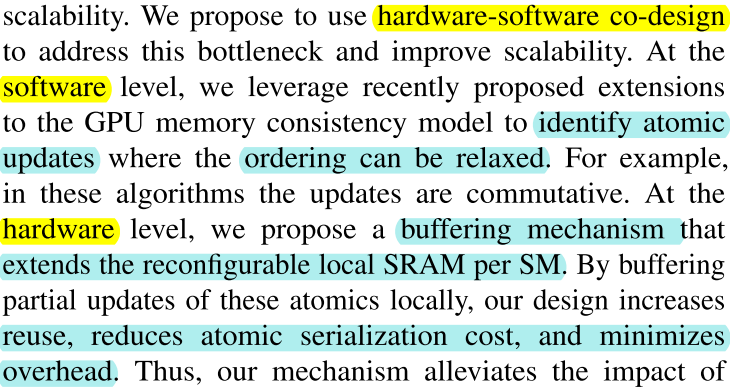 scalability. We propose to use hardware-software co-design
to address this bottleneck and improve scalability. At the
software level, we leverage recently proposed extensions
to the GPU memory consistency model to identify atomic
updates where the ordering can be relaxed. For example,
in these algorithms the updates are commutative. At the
hardware level, we propose a buffering mechanism that
extends the reconfigurable local SRAM per SM. By buffering
partial updates of these atomics locally, our design increases
reuse, reduces atomic serialization cost, and minimizes
overhead. Thus, our mechanism alleviates the impact of